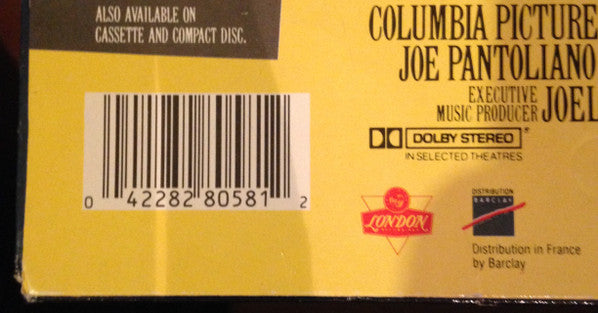 ALSO AVAILABLE ON
CASSETTE AND COMPACT DISC.
COLUMBIA PICTURE
JOE PANTOLIANO
EXECUTIVE
MUSIC PRODUCER JOEL
DOLBY STEREO
IN SELECTED THEATRES
0 42282 80581 2
LONDON
DISTRIBUTION
BARCLAY
Distribution in France
by Barclay